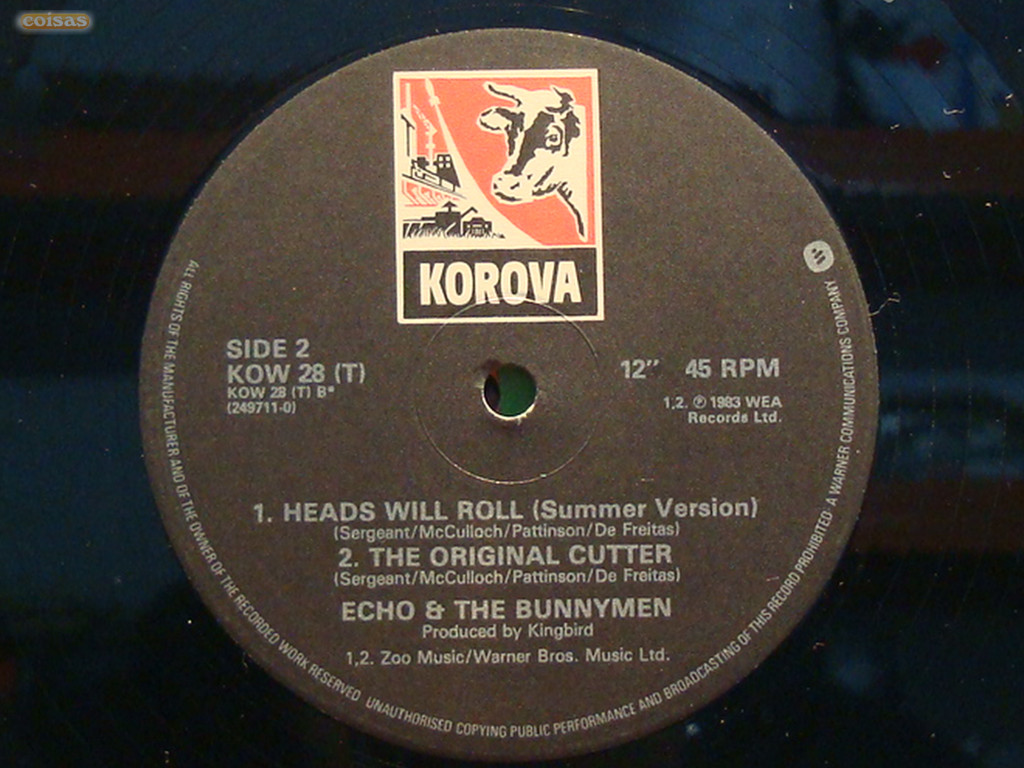 coisas
KOROVA
SIDE 2
KOW 28 (T)
KOW 28 (T) B*
(249711-0)
12" 45 RPM
1,2. ℗ 1983 WEA
Records Ltd.
1. HEADS WILL ROLL (Summer Version)
(Sergeant/McCulloch/Pattinson/De Freitas)
2. THE ORIGINAL CUTTER
(Sergeant/McCulloch/Pattinson/De Freitas)
ECHO & THE BUNNYMEN
Produced by Kingbird
1,2. Zoo Music/Warner Bros. Music Ltd.
ALL RIGHTS OF THE MANUFACTURER AND OF THE OWNER OF THE RECORDED WORK RESERVED UNAUTHORISED COPYING PUBLIC PERFORMANCE AND BROADCASTING OF THIS RECORD PROHIBITED A WARNER COMMUNICATIONS COMPANY